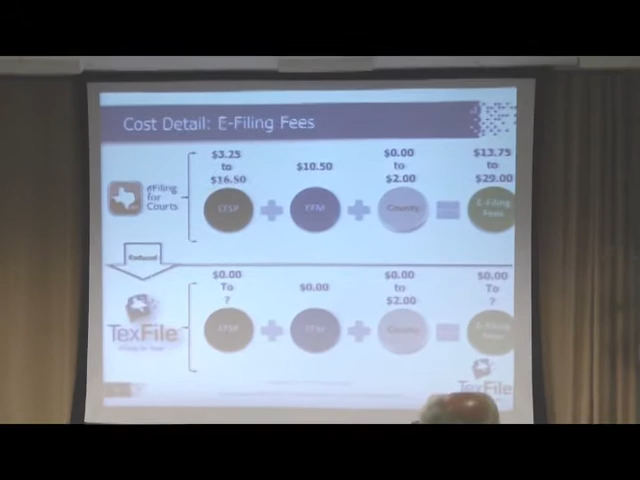 Cost Detail: E-Filing Fees
$3.25
to
$16.50
$10.50
$0.00
to
$2.00
$13.75
to
$29.00
eFiling
for
Courts
EFSP
EFM
County
E-Filing
Fees
Reduced
$0.00
To
?
$0.00
$0.00
to
$2.00
$0.00
To
?
TexFile
EFSP
EFM
County
E-Filing
Fees
TexFile